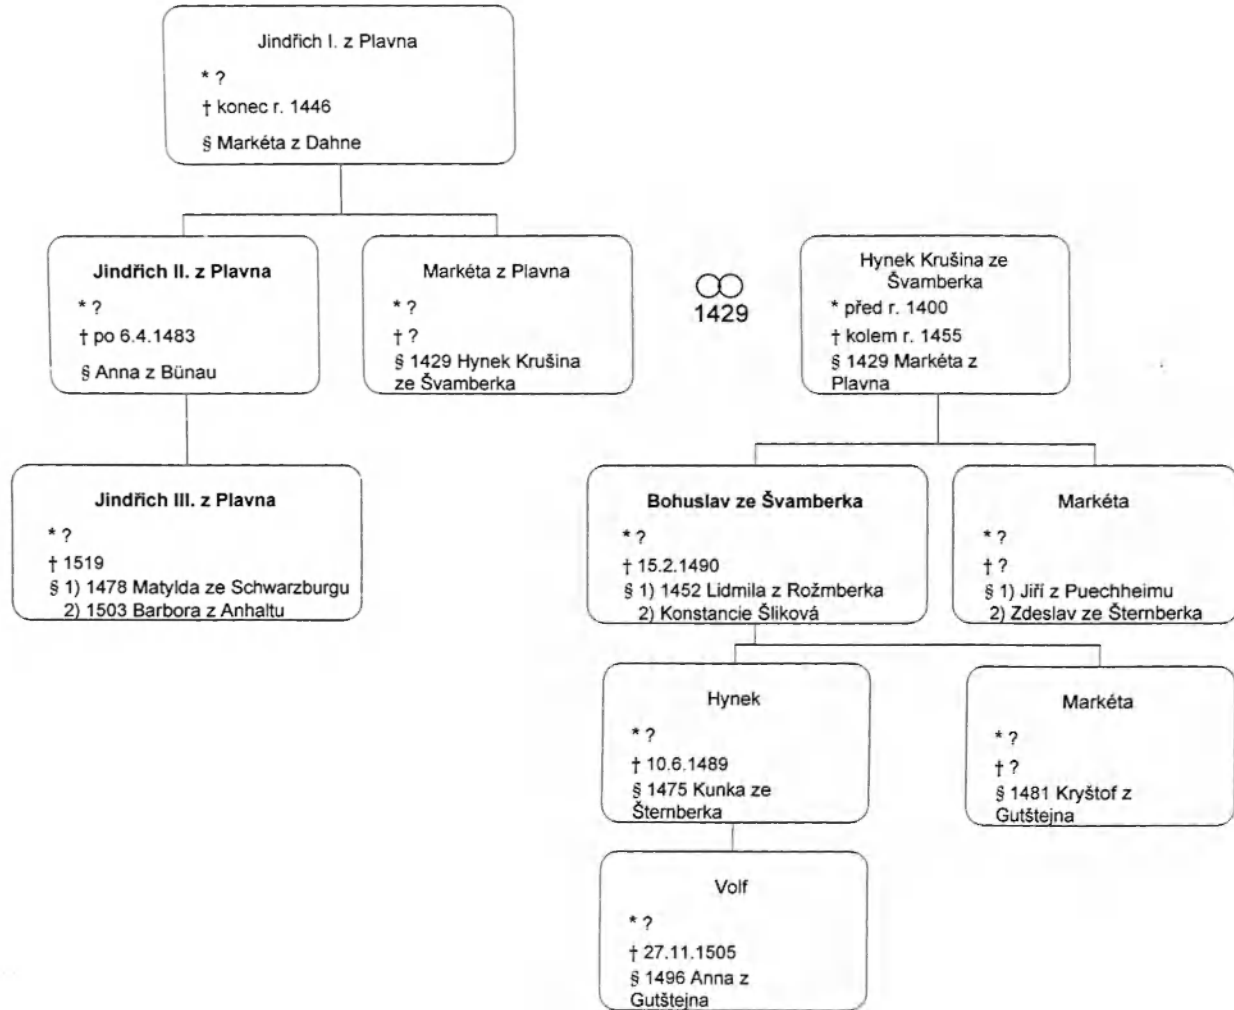 Jindřich I. z Plavna
* ?
† konec r. 1446
§ Markéta z Dahne
Jindřich II. z Plavna
* ?
† po 6.4.1483
§ Anna z Bünau
Markéta z Plavna
* ?
† ?
§ 1429 Hynek Krušina
ze Švamberka
1429
Hynek Krušina ze
Švamberka
* před r. 1400
† kolem r. 1455
§ 1429 Markéta z
Plavna
Jindřich III. z Plavna
* ?
† 1519
§ 1) 1478 Matylda ze Schwarzburgu
2) 1503 Barbora z Anhaltu
Bohuslav ze Švamberka
* ?
† 15.2.1490
§ 1) 1452 Lidmila z Rožmberka
2) Konstancie Šliková
Markéta
* ?
† ?
§ 1) Jiří z Puechheimu
2) Zdeslav ze Šternberka
Hynek
* ?
† 10.6.1489
§ 1475 Kunka ze
Šternberka
Markéta
* ?
† ?
§ 1481 Kryštof z
Gutštejna
Volf
* ?
† 27.11.1505
§ 1496 Anna z
Gutštejna